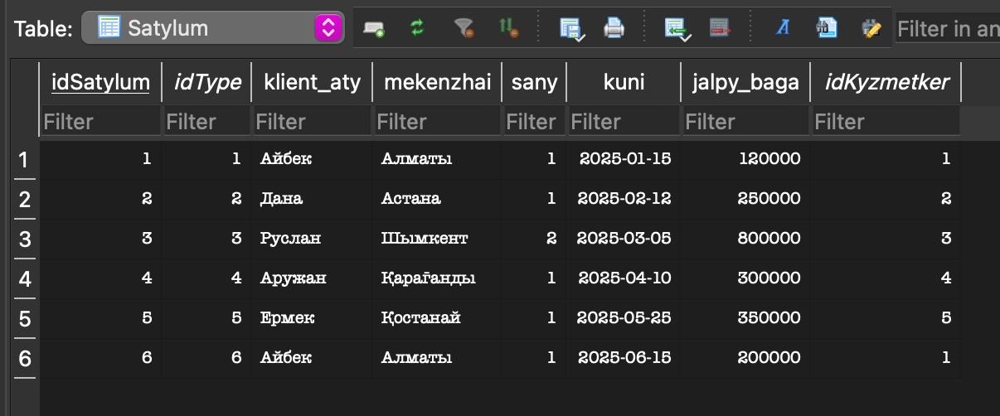 Table: Satylum Filter in an
idSatylum idType klient_aty mekenzhai sany kuni jalpy_baga idKyzmetker
Filter Filter Filter Filter Filter Filter Filter Filter
1 1 1 Айбек Алматы 1 2025-01-15 120000 1
2 2 2 Дана Астана 1 2025-02-12 250000 2
3 3 3 Руслан Шымкент 2 2025-03-05 800000 3
4 4 4 Аружан Қарағанды 1 2025-04-10 300000 4
5 5 5 Ермек Қостанай 1 2025-05-25 350000 5
6 6 6 Айбек Алматы 1 2025-06-15 200000 1